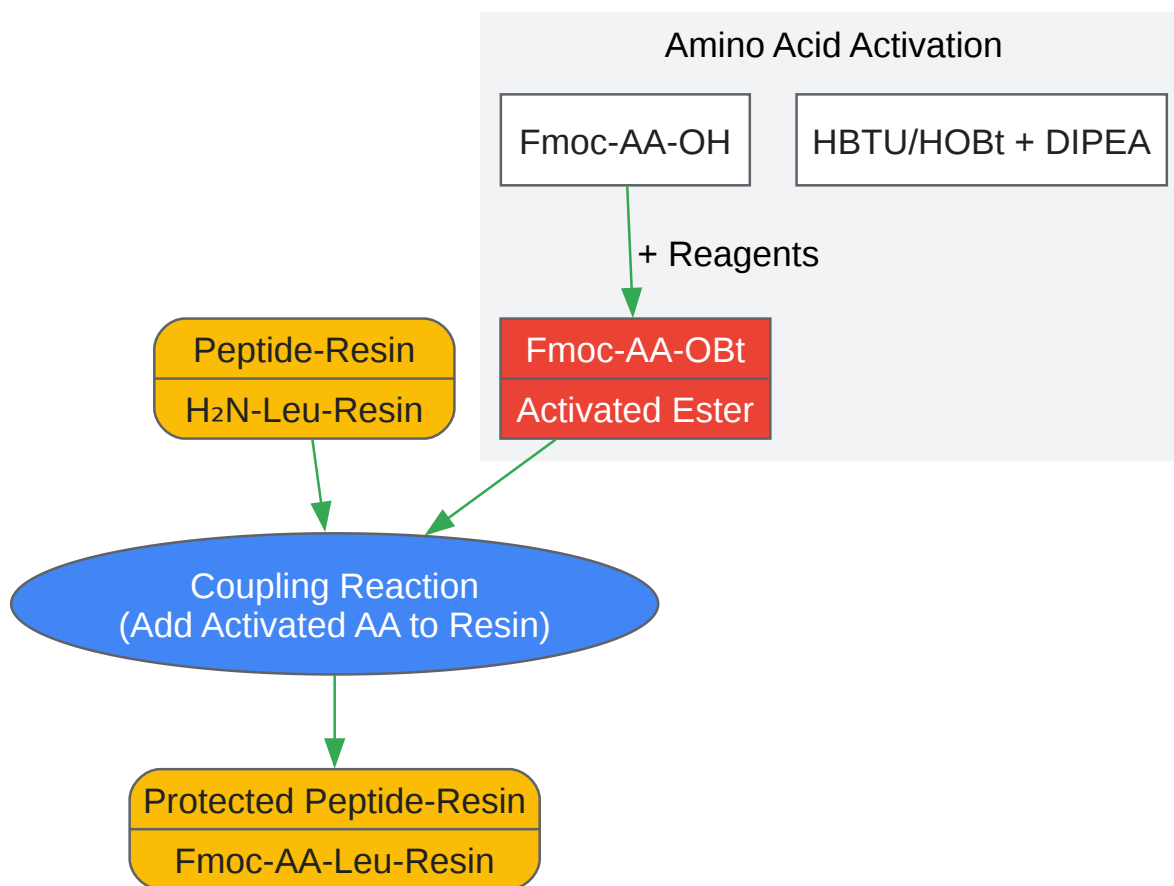 Amino Acid Activation
Fmoc-AA-OH
HBTU/HOBt + DIPEA
+ Reagents
Peptide-Resin
H₂N-Leu-Resin
Fmoc-AA-OBt
Activated Ester
Coupling Reaction
(Add Activated AA to Resin)
Protected Peptide-Resin
Fmoc-AA-Leu-Resin